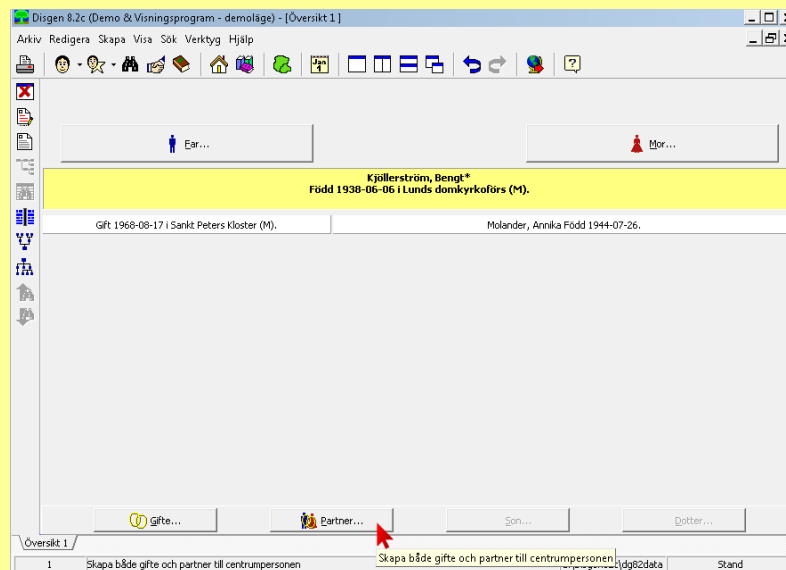 Disgen 8.2c (Demo & Visningsprogram - demoläge) - [Översikt 1]
Arkiv Redigera Skapa Visa Sök Verktyg Hjälp
Jan
1
?
Far...
Mor...
Kjöllerström, Bengt*
Född 1938-06-06 i Lunds domkyrkoförs (M).
Gift 1968-08-17 i Sankt Peters Kloster (M).
Molander, Annika Född 1944-07-26.
Gifte...
Partner...
Son...
Dotter...
Översikt 1
Skapa både gifte och partner till centrumpersonen
1
Skapa både gifte och partner till centrumpersonen
\dg82data
Stand